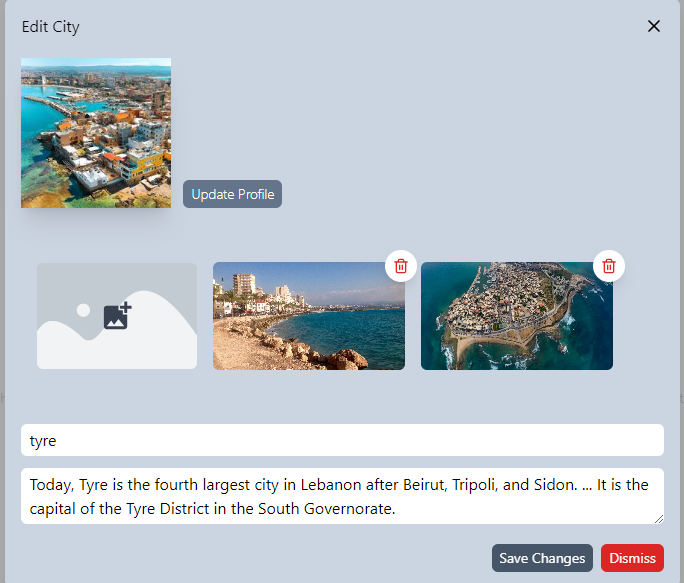 Edit City
Update Profile
tyre
Today, Tyre is the fourth largest city in Lebanon after Beirut, Tripoli, and Sidon. ... It is the
capital of the Tyre District in the South Governorate.
Save Changes
Dismiss